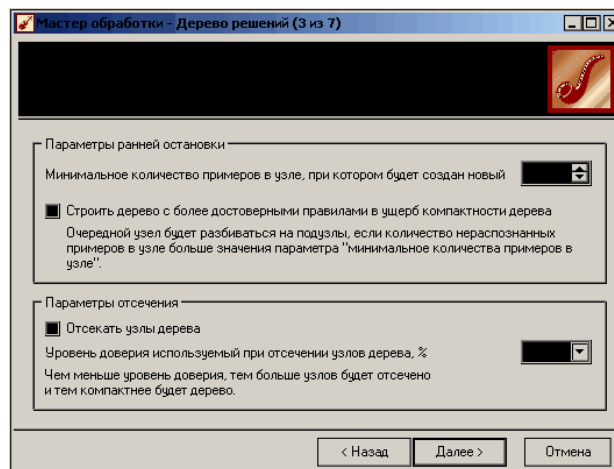 Мастер обработки - Дерево решений (3 из 7)
Параметры ранней остановки
Минимальное количество примеров в узле, при котором будет создан новый
Строить дерево с более достоверными правилами в ущерб компактности дерева
Очередной узел будет разбиваться на подузлы, если количество нераспознанных
примеров в узле больше значения параметра "минимальное количества примеров в
узле".
Параметры отсечения
Отсекать узлы дерева
Уровень доверия используемый при отсечении узлов дерева, %
Чем меньше уровень доверия, тем больше узлов будет отсечено
и тем компактнее будет дерево.
< Назад Далее > Отмена